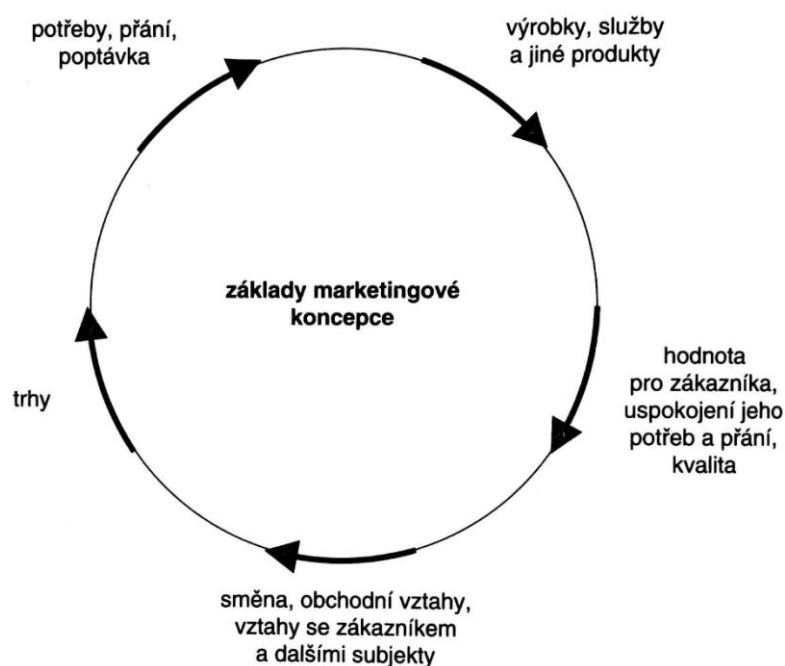 potřeby, přání,
poptávka
výrobky, služby
a jiné produkty
základy marketingové
koncepce
hodnota
pro zákazníka,
uspokojení jeho
potřeb a přání,
kvalita
trhy
směna, obchodní vztahy,
vztahy se zákazníkem
a dalšími subjekty